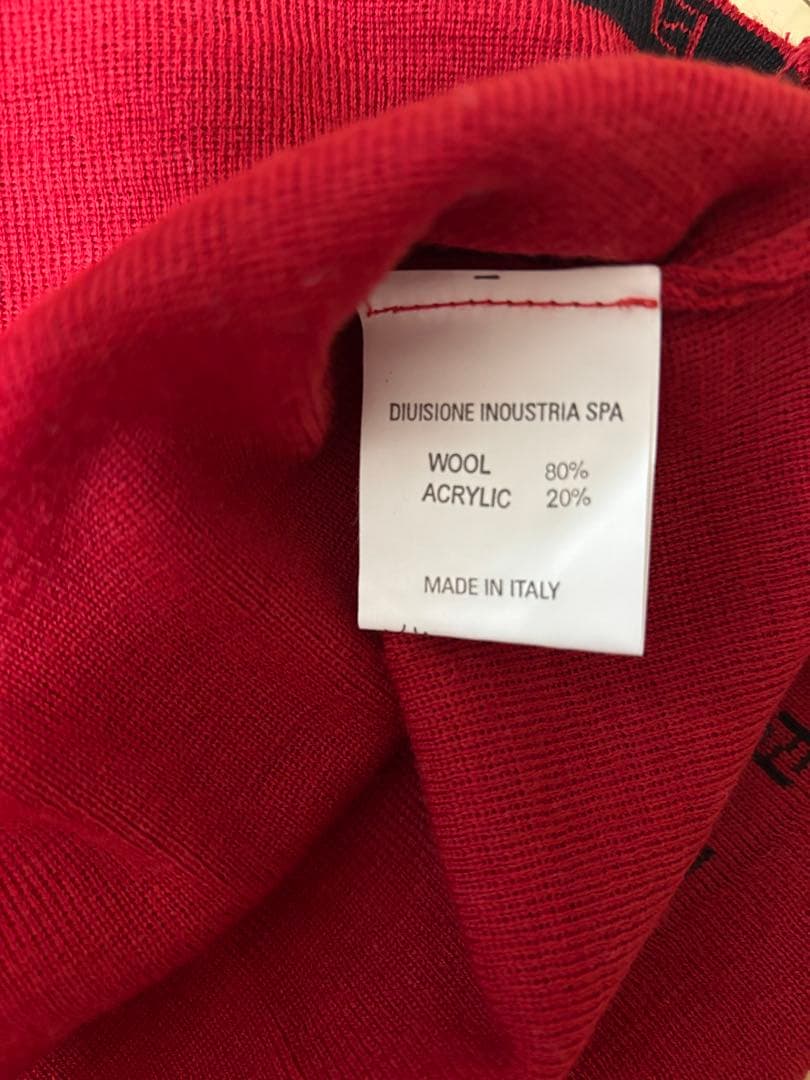 DIUISIONE INOUSTRIA SPA
WOOL 80%
ACRYLIC 20%
MADE IN ITALY